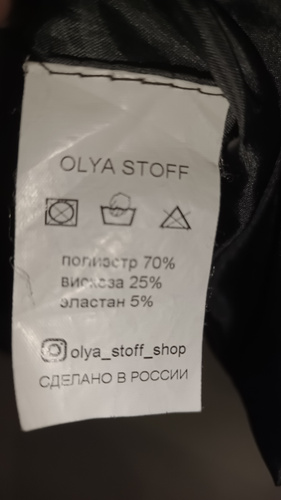 OLYA STOFF
полиэстр 70%
вискоза 25%
эластан 5%
olya_stoff_shop
СДЕЛАНО В РОССИИ